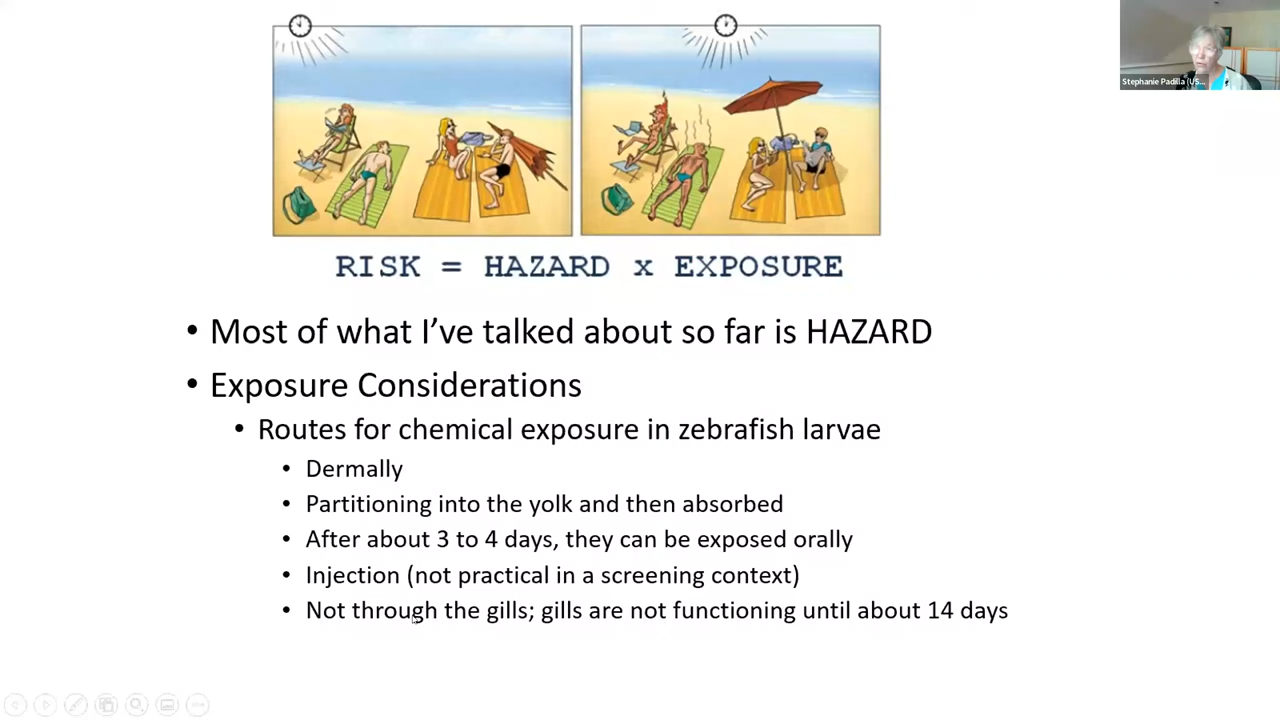 Stephanie Padilla (US...
RISK = HAZARD x EXPOSURE
• Most of what I’ve talked about so far is HAZARD
• Exposure Considerations
• Routes for chemical exposure in zebrafish larvae
• Dermally
• Partitioning into the yolk and then absorbed
• After about 3 to 4 days, they can be exposed orally
• Injection (not practical in a screening context)
• Not through the gills; gills are not functioning until about 14 days